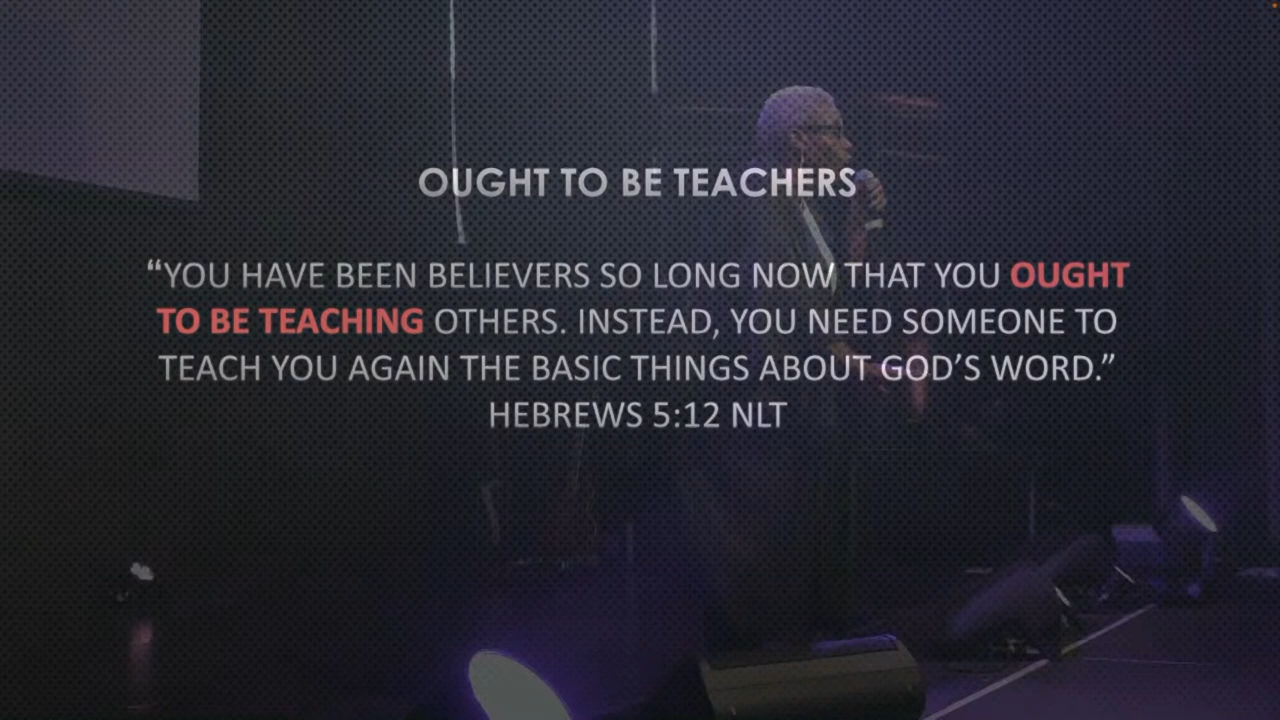 OUGHT TO BE TEACHERS
“YOU HAVE BEEN BELIEVERS SO LONG NOW THAT YOU OUGHT
TO BE TEACHING OTHERS. INSTEAD, YOU NEED SOMEONE TO
TEACH YOU AGAIN THE BASIC THINGS ABOUT GOD’S WORD.”
HEBREWS 5:12 NLT